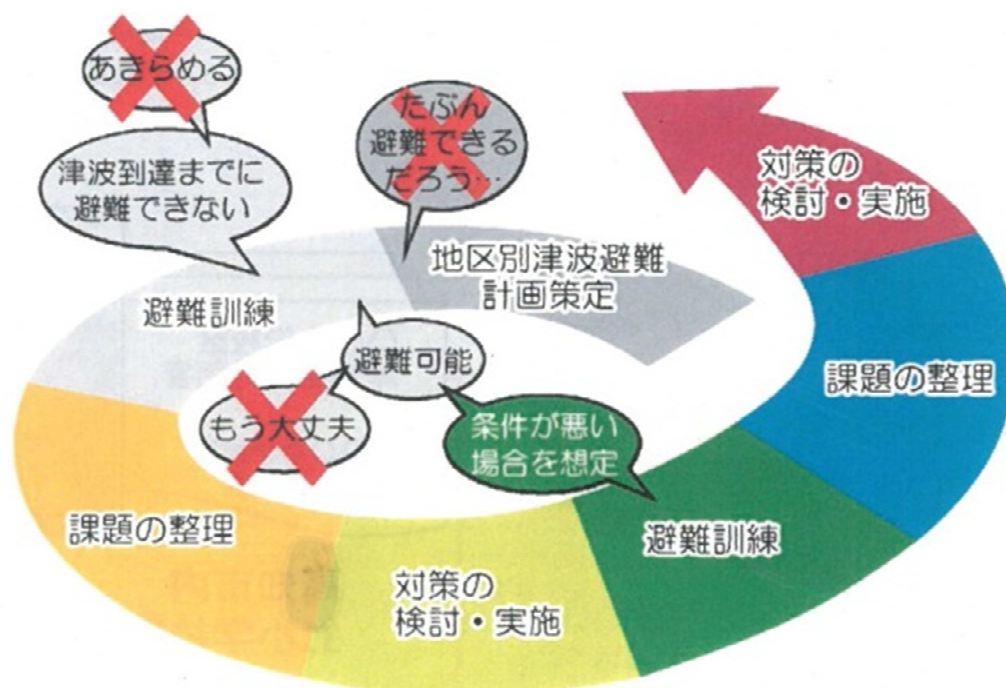 あきらめる
津波到達までに
避難できない
たぶん
避難できる
だろう…
地区別津波避難
計画策定
避難訓練
避難可能
もう大丈夫
条件が悪い
場合を想定
課題の整理
対策の
検討・実施
避難訓練
課題の整理
対策の
検討・実施